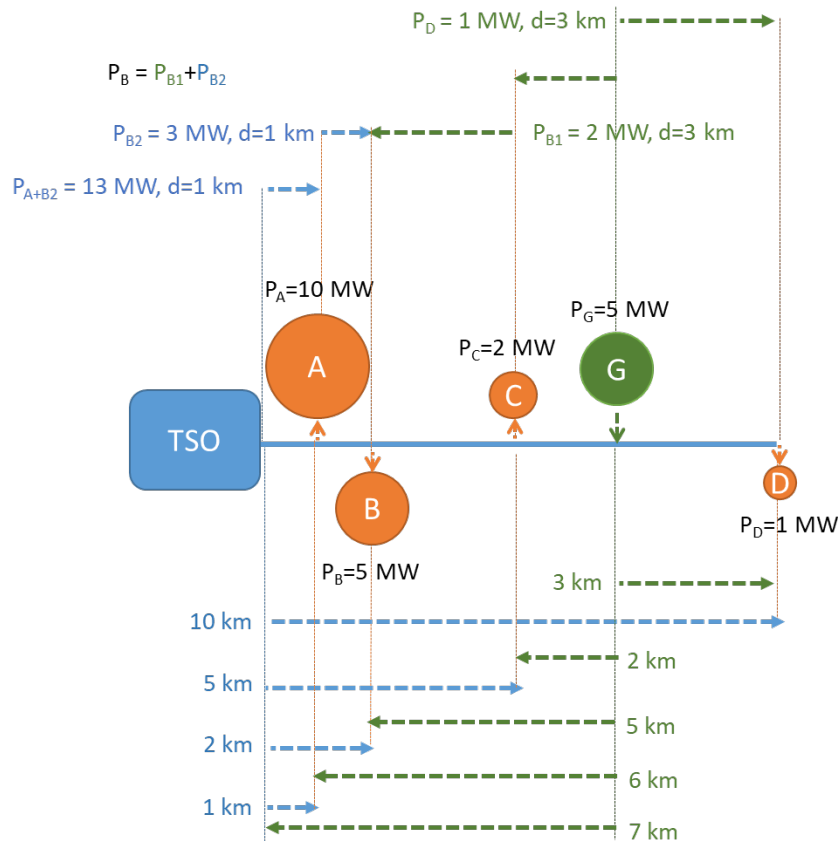 P_D = 1 MW, d=3 km
P_B = P_B1+P_B2
P_B2 = 3 MW, d=1 km
P_B1 = 2 MW, d=3 km
P_A+B2 = 13 MW, d=1 km
P_A=10 MW
P_G=5 MW
P_C=2 MW
A
G
C
TSO
D
B
P_D=1 MW
P_B=5 MW
3 km
10 km
2 km
5 km
5 km
2 km
6 km
1 km
7 km